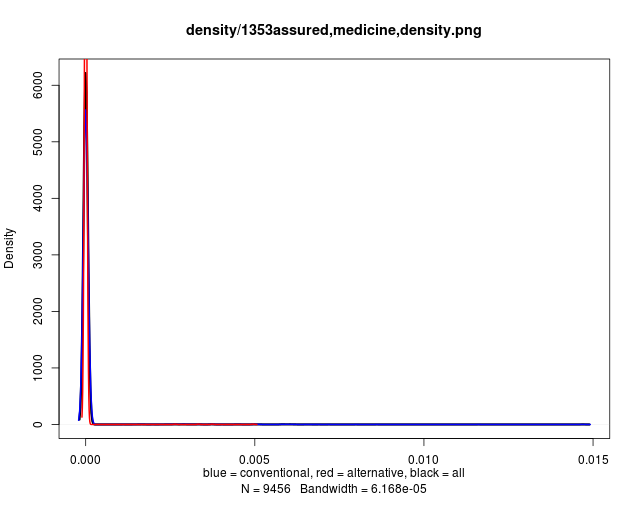 density/1353assured,medicine,density.png
Density
6000
5000
4000
3000
2000
1000
0
0.000 0.005 0.010 0.015
blue = conventional, red = alternative, black = all
N = 9456 Bandwidth = 6.168e-05